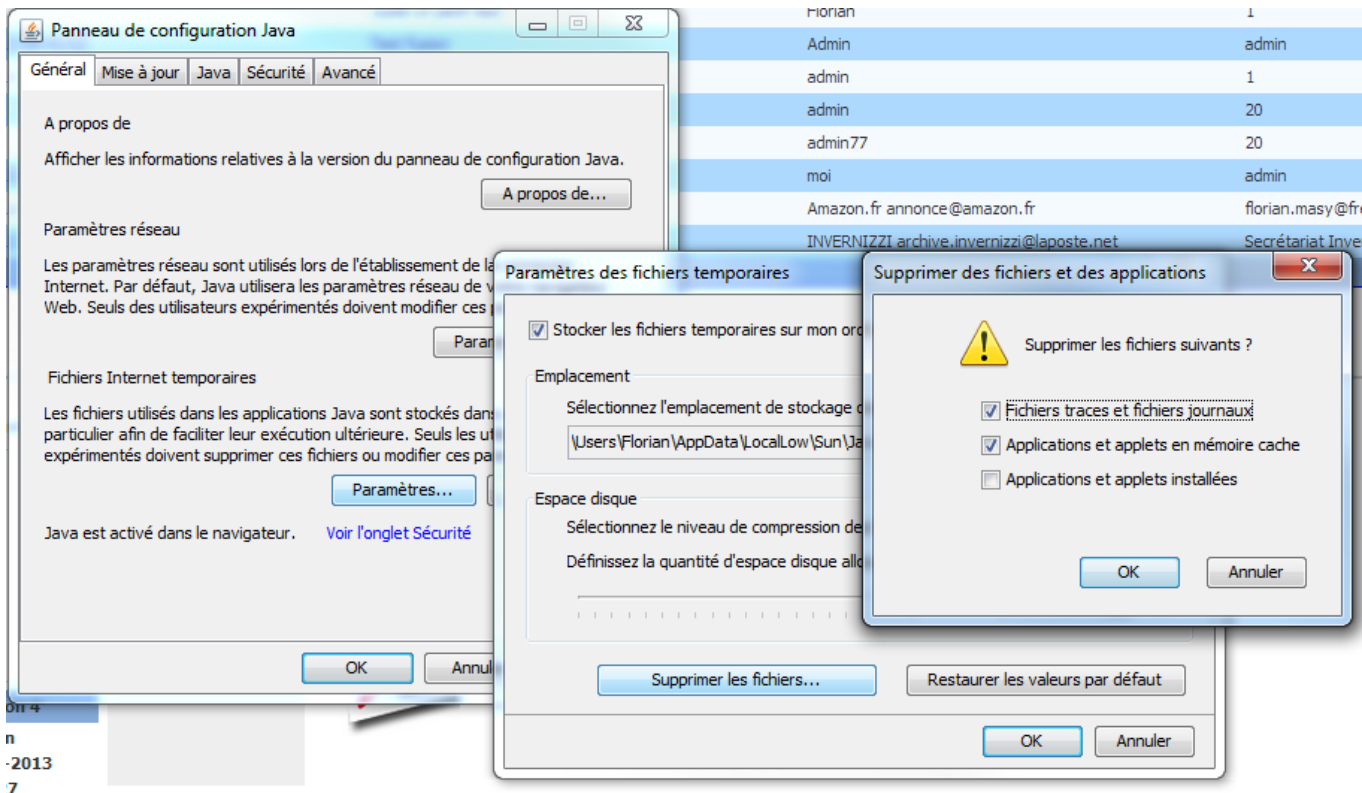 Panneau de configuration Java
Général Mise à jour Java Sécurité Avancé
A propos de
Afficher les informations relatives à la version du panneau de configuration Java.
A propos de...
Paramètres réseau
Les paramètres réseau sont utilisés lors de l'établissement de la
Internet. Par défaut, Java utilisera les paramètres réseau de
Web. Seuls des utilisateurs expérimentés doivent modifier ces
Fichiers Internet temporaires
Les fichiers utilisés dans les applications Java sont stockés dans
particulier afin de faciliter leur exécution ultérieure. Seuls les
expérimentés doivent supprimer ces fichiers ou modifier ces
Paramètres...
Java est activé dans le navigateur. Voir l'onglet Sécurité
OK
Florian 1
Admin admin
admin 1
admin 20
admin77 20
moi admin
Amazon.fr annonce@amazon.fr florian.masy@fre
INVERNIZZI archive.invernizzi@laposte.net Secrétariat Inve
Paramètres des fichiers temporaires
Stocker les fichiers temporaires sur mon
Emplacement
Sélectionnez l'emplacement de stockage
\Users\Florian\AppData\LocalLow\Sun\Ja
Espace disque
Sélectionnez le niveau de compression
Définissez la quantité d'espace disque
Supprimer les fichiers... Restaurer les valeurs par défaut
OK Annuler
Supprimer des fichiers et des applications
Supprimer les fichiers suivants ?
Fichiers traces et fichiers journaux
Applications et applets en mémoire cache
Applications et applets installées
OK Annuler
-2013